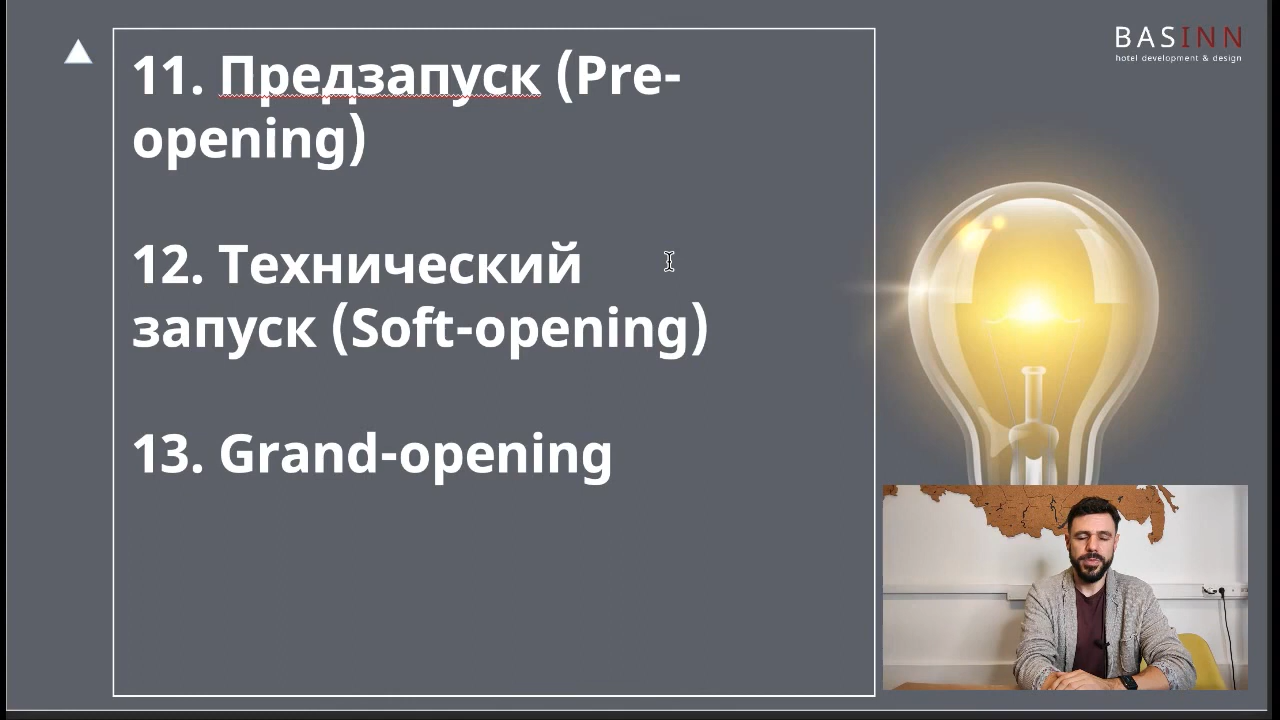 BASINN
hotel development & design
11. Предзапуск (Pre-
opening)
12. Технический
запуск (Soft-opening)
13. Grand-opening